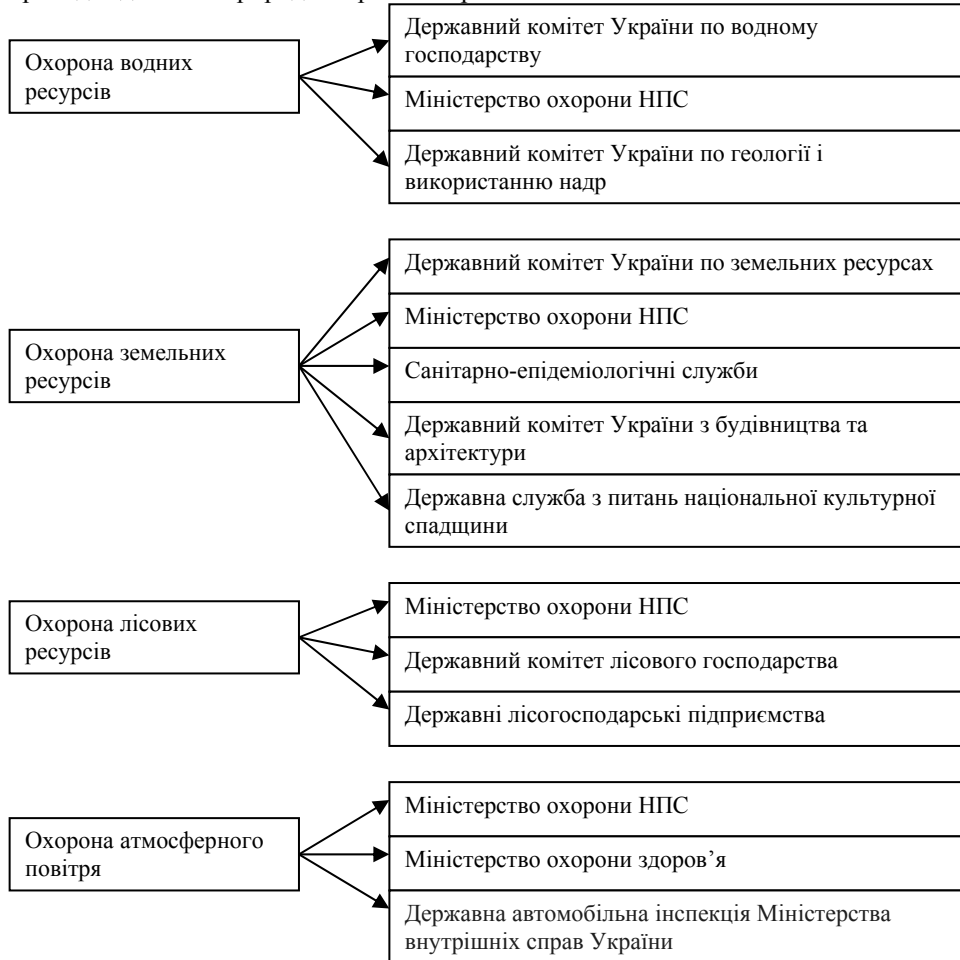 Охорона водних
ресурсів
Державний комітет України по водному
господарству
Міністерство охорони НПС
Державний комітет України по геології і
використанню надр
Охорона земельних
ресурсів
Державний комітет України по земельних ресурсах
Міністерство охорони НПС
Санітарно-епідеміологічні служби
Державний комітет України з будівництва та
архітектури
Державна служба з питань національної культурної
спадщини
Охорона лісових
ресурсів
Міністерство охорони НПС
Державний комітет лісового господарства
Державні лісогосподарські підприємства
Охорона атмосферного
повітря
Міністерство охорони НПС
Міністерство охорони здоров’я
Державна автомобільна інспекція Міністерства
внутрішніх справ України